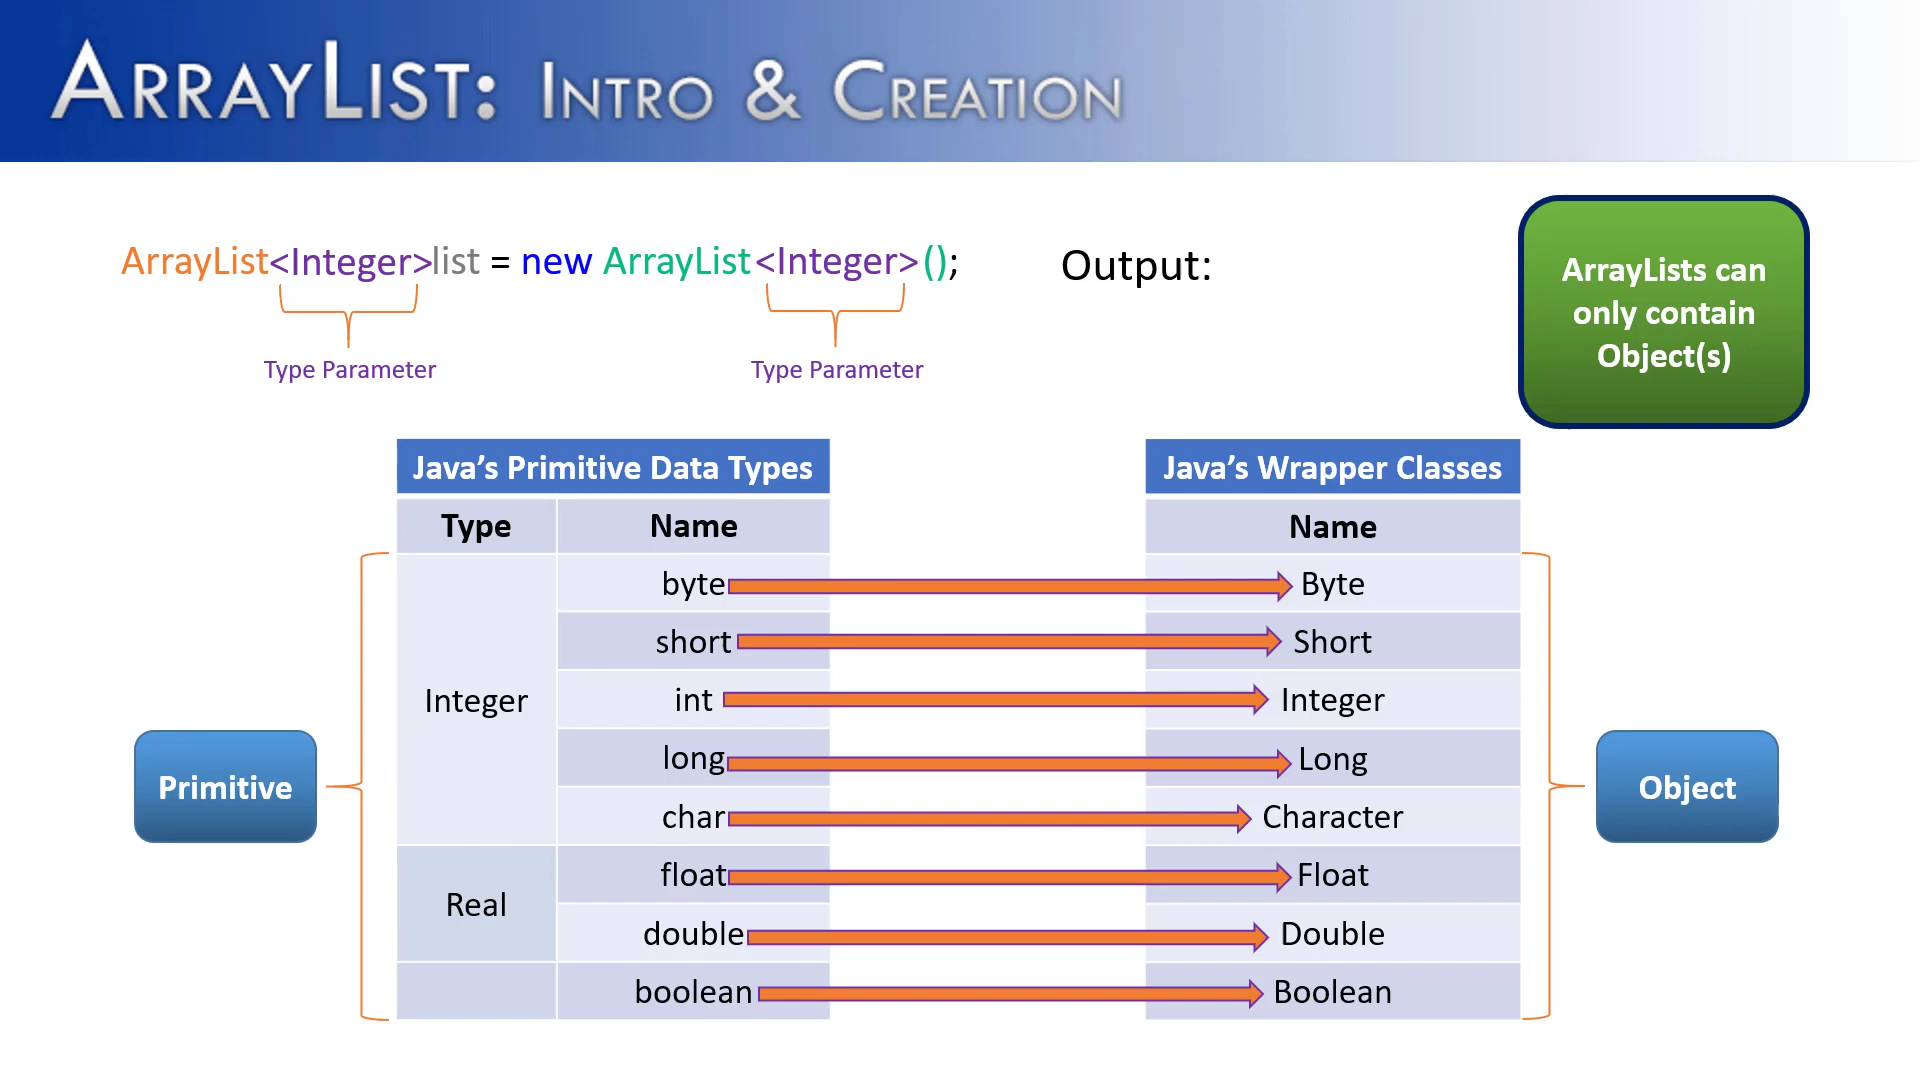 ArrayList: Intro & Creation
ArrayList<Integer>list = new ArrayList<Integer>();
Output:
ArrayLists can
only contain
Object(s)
Type Parameter
Type Parameter
Java’s Primitive Data Types
Java’s Wrapper Classes
Type Name
Name
byte Byte
short Short
Integer int Integer
long Long
Primitive
Object
char Character
float Float
Real
double Double
boolean Boolean